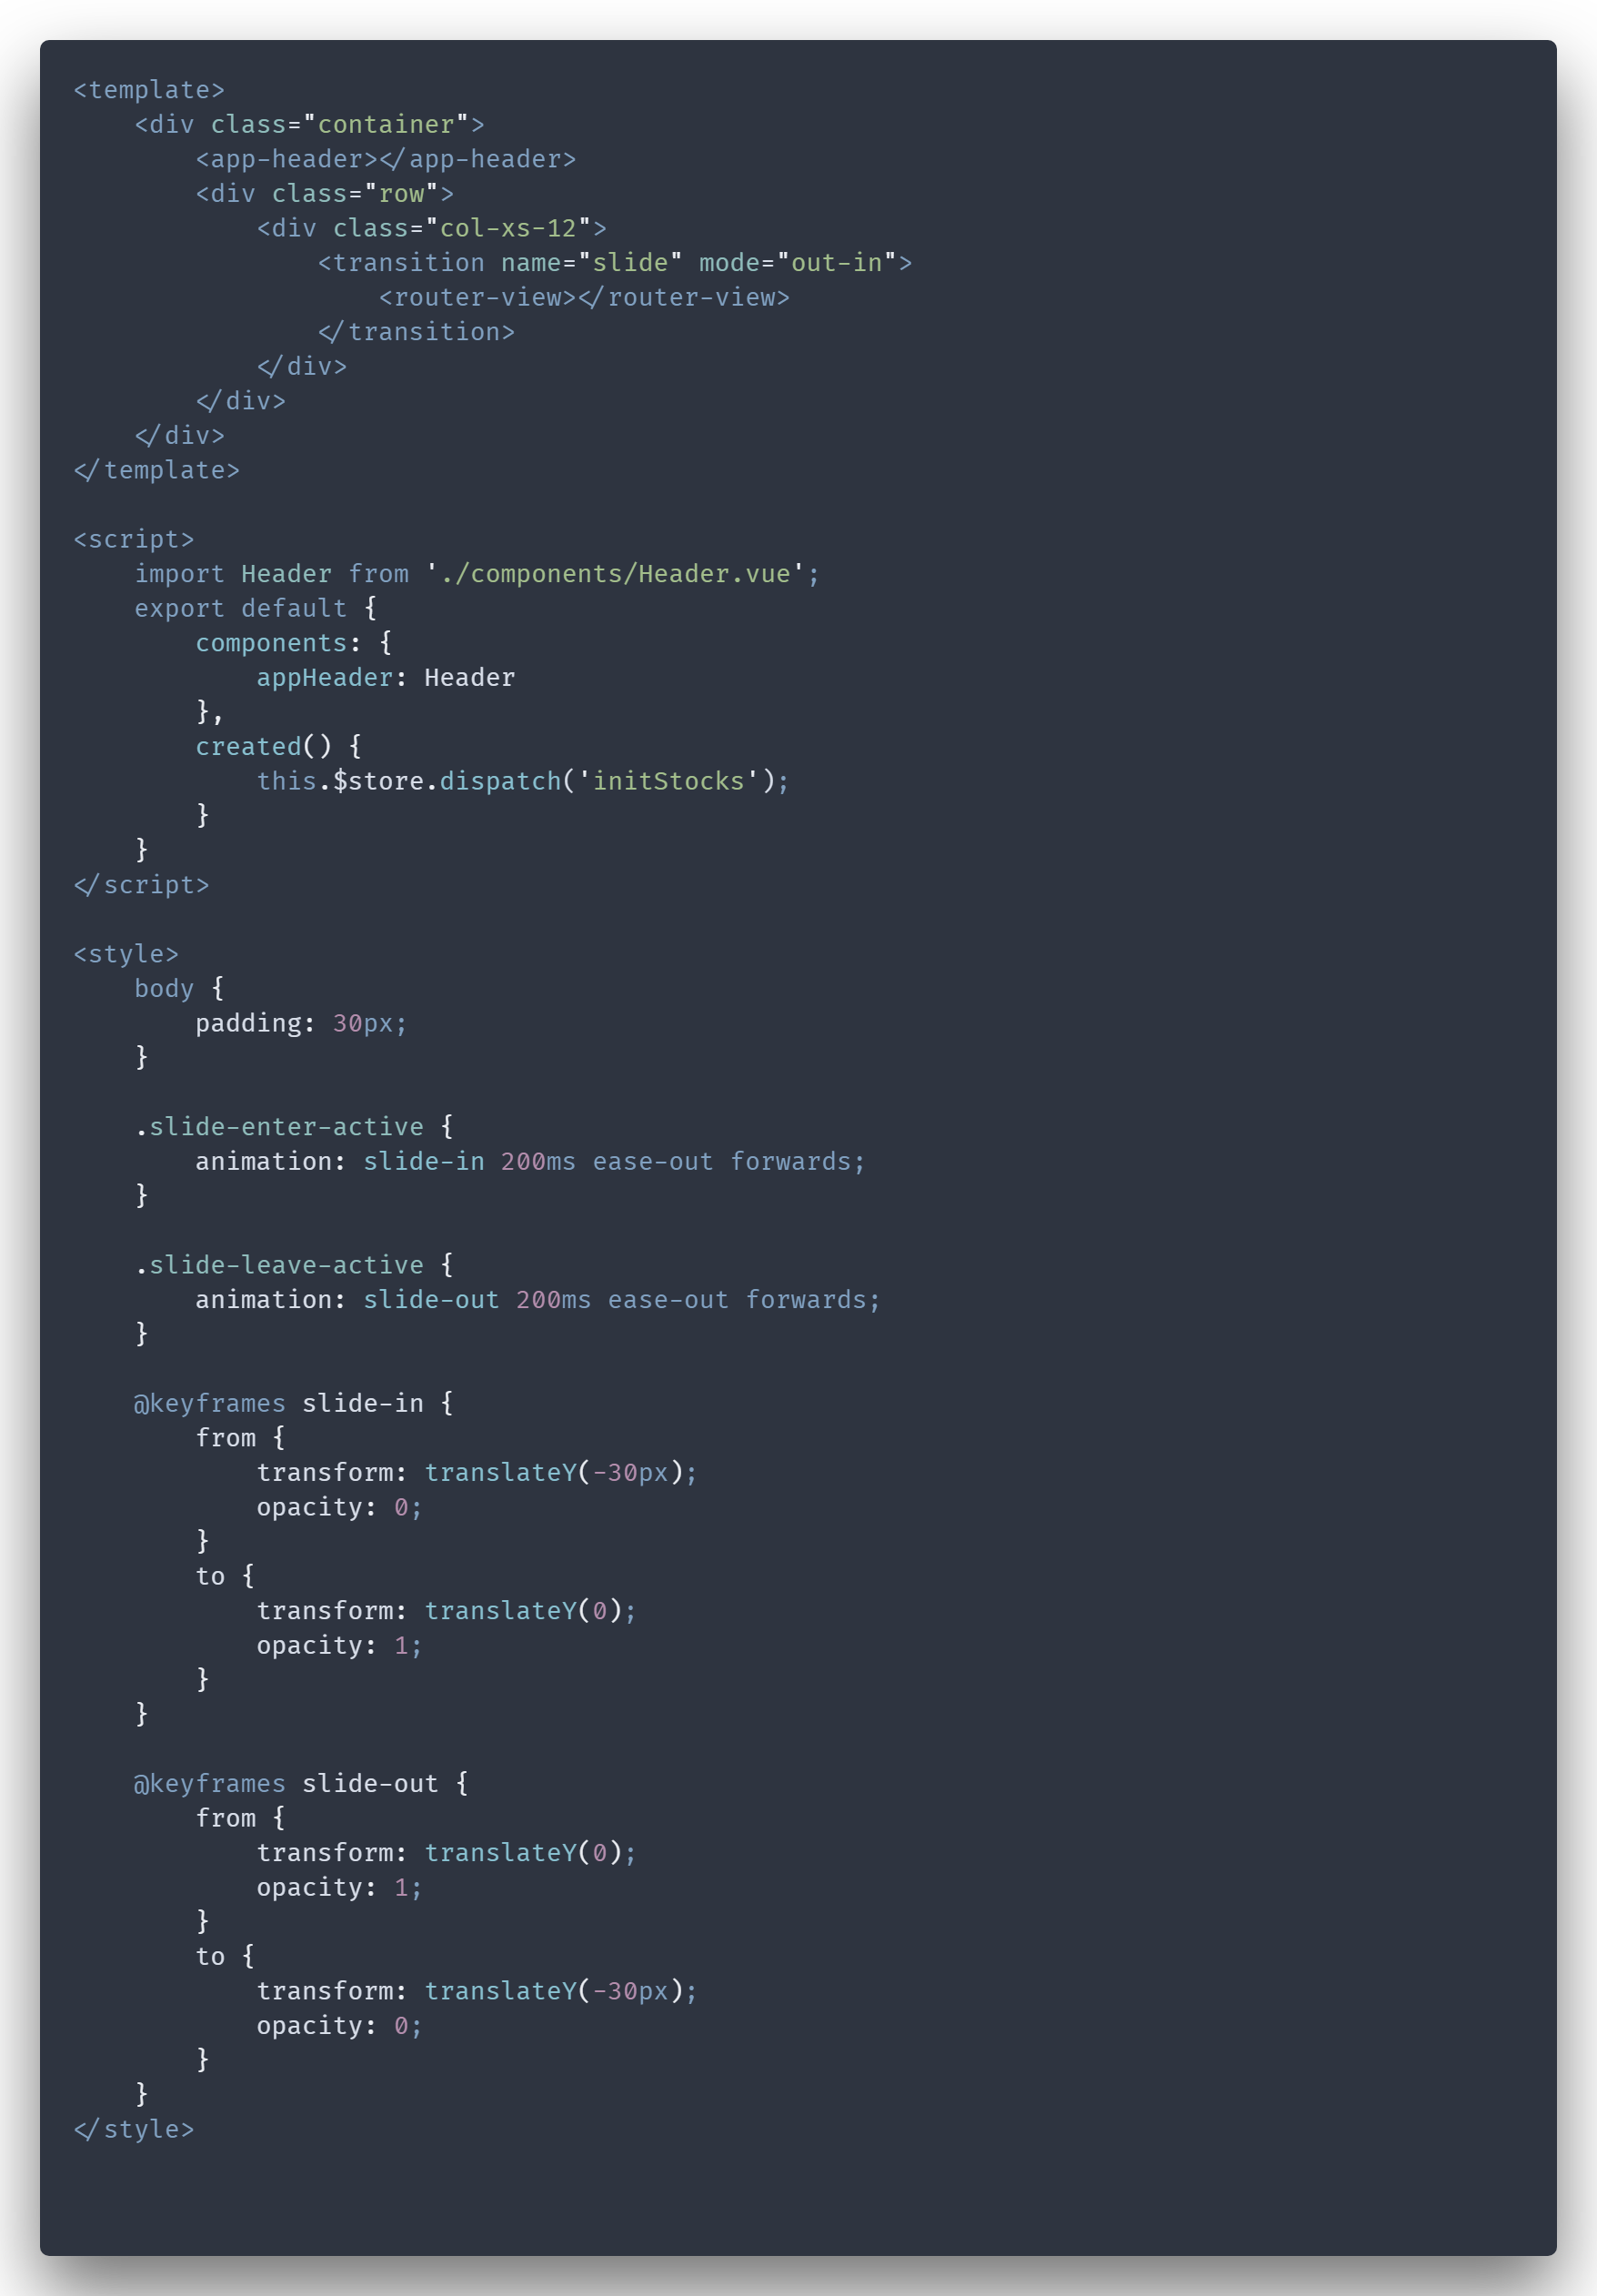 <template>
    <div class="container">
        <app-header></app-header>
        <div class="row">
            <div class="col-xs-12">
                <transition name="slide" mode="out-in">
                    <router-view></router-view>
                </transition>
            </div>
        </div>
    </div>
</template>

<script>
    import Header from './components/Header.vue';
    export default {
        components: {
            appHeader: Header
        },
        created() {
            this.$store.dispatch('initStocks');
        }
    }
</script>

<style>
    body {
        padding: 30px;
    }

    .slide-enter-active {
        animation: slide-in 200ms ease-out forwards;
    }

    .slide-leave-active {
        animation: slide-out 200ms ease-out forwards;
    }

    @keyframes slide-in {
        from {
            transform: translateY(-30px);
            opacity: 0;
        }
        to {
            transform: translateY(0);
            opacity: 1;
        }
    }

    @keyframes slide-out {
        from {
            transform: translateY(0);
            opacity: 1;
        }
        to {
            transform: translateY(-30px);
            opacity: 0;
        }
    }
</style>